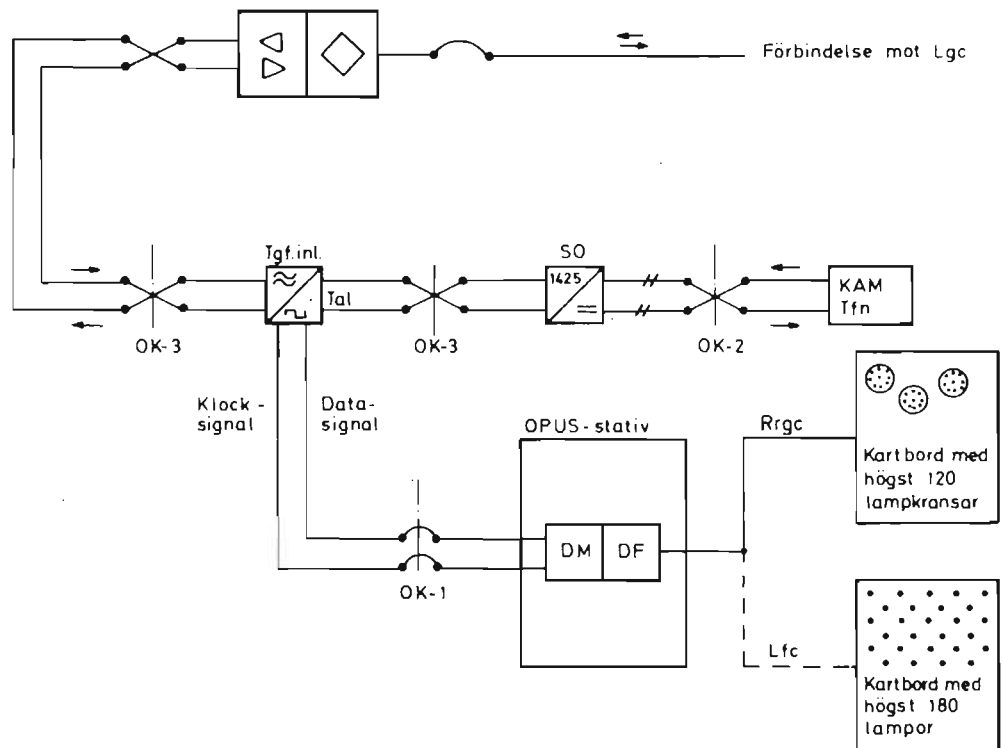 Förbindelse mot Lgc
Tgf.inl.
Tal
SO
1425
KAM
Tfn
OK-3
OK-3
OK-2
Klock-
signal
Data-
signal
OPUS-stativ
Rrgc
Kartbord med
högst 120
lampkransar
DM
DF
OK-1
Lfc
Kartbord med
högst 180
lampor